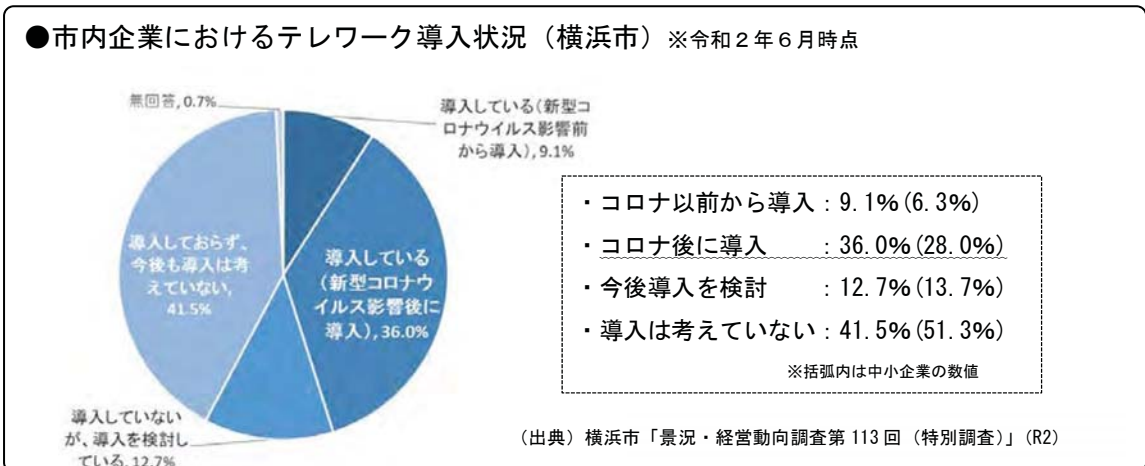 ●市内企業におけるテレワーク導入状況（横浜市）※令和２年６月時点
無回答, 0.7%
導入している(新型コ
ロナウイルス影響前
から導入), 9.1%
導入しておらず、
今後も導入は考
えていない,
41.5%
導入している
(新型コロナウ
イルス影響後に
導入), 36.0%
導入していない
が、導入を検討し
ている, 12.7%
・コロナ以前から導入：9.1%(6.3%)
・コロナ後に導入　　：36.0%(28.0%)
・今後導入を検討　　：12.7%(13.7%)
・導入は考えていない：41.5%(51.3%)
※括弧内は中小企業の数値
（出典）横浜市「景況・経営動向調査第 113 回（特別調査）」(R2)